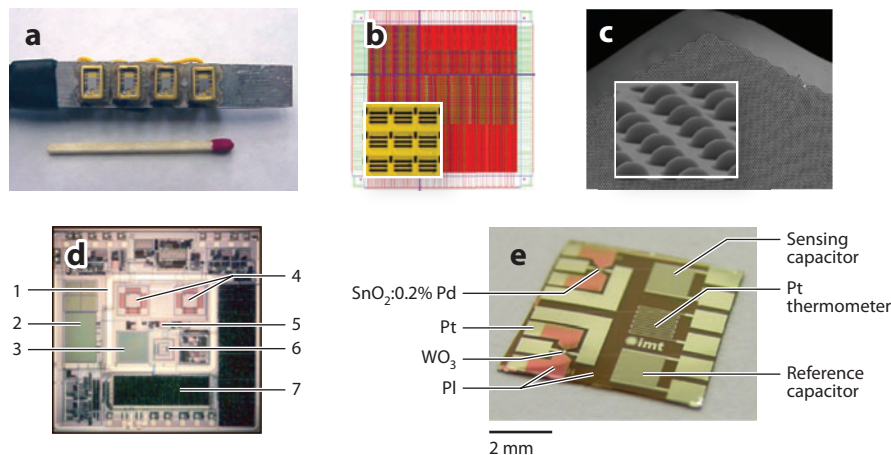 a
b
c
d
1
2
3
4
5
6
7
e
SnO2:0.2% Pd
Pt
WO3
Pl
imt
Sensing
capacitor
Pt
thermometer
Reference
capacitor
2 mm